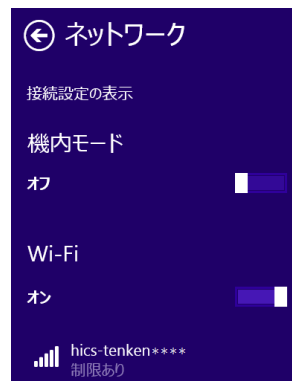 ネットワーク
接続設定の表示
機内モード
オフ
Wi-Fi
オン
hics-tenken****
制限あり